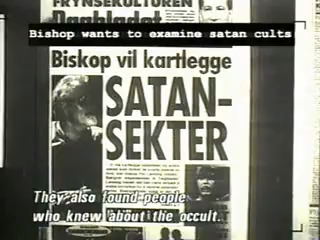 FRYNSEKULTUREN
Dagbladet
Bishop wants to examine satan cults
Biskop vil kartlegge
SATAN-
SEKTER
They also found people
who knew about the occult.